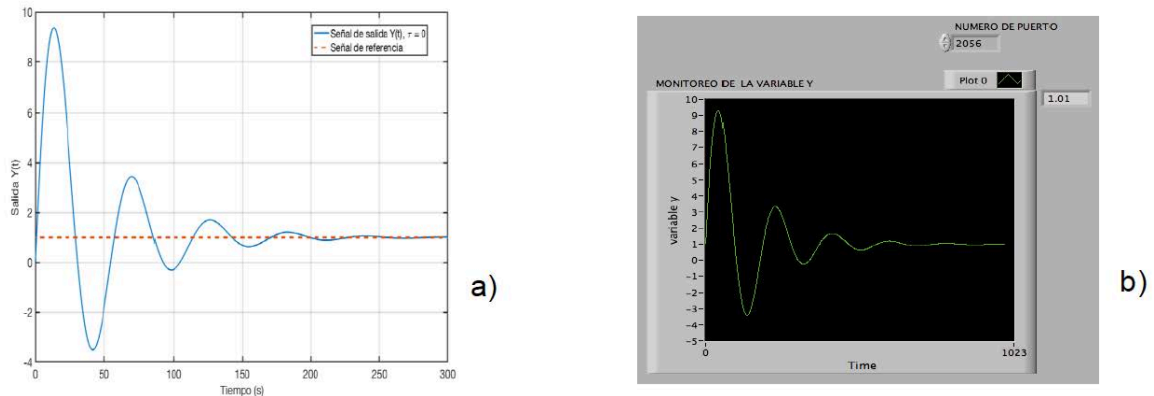 10
8
6
4
2
0
-2
-4
Salida Y(t)
Señal de salida Y(t), τ = 0
Señal de referencia
0 50 100 150 200 250 300
Tiempo (s)
a)
NUMERO DE PUERTO
2056
Plot 0
MONITOREO DE LA VARIABLE Y
1.01
10
9
8
7
6
5
4
3
2
1
0
-1
-2
-3
-4
-5
variable y
0 1023
Time
b)